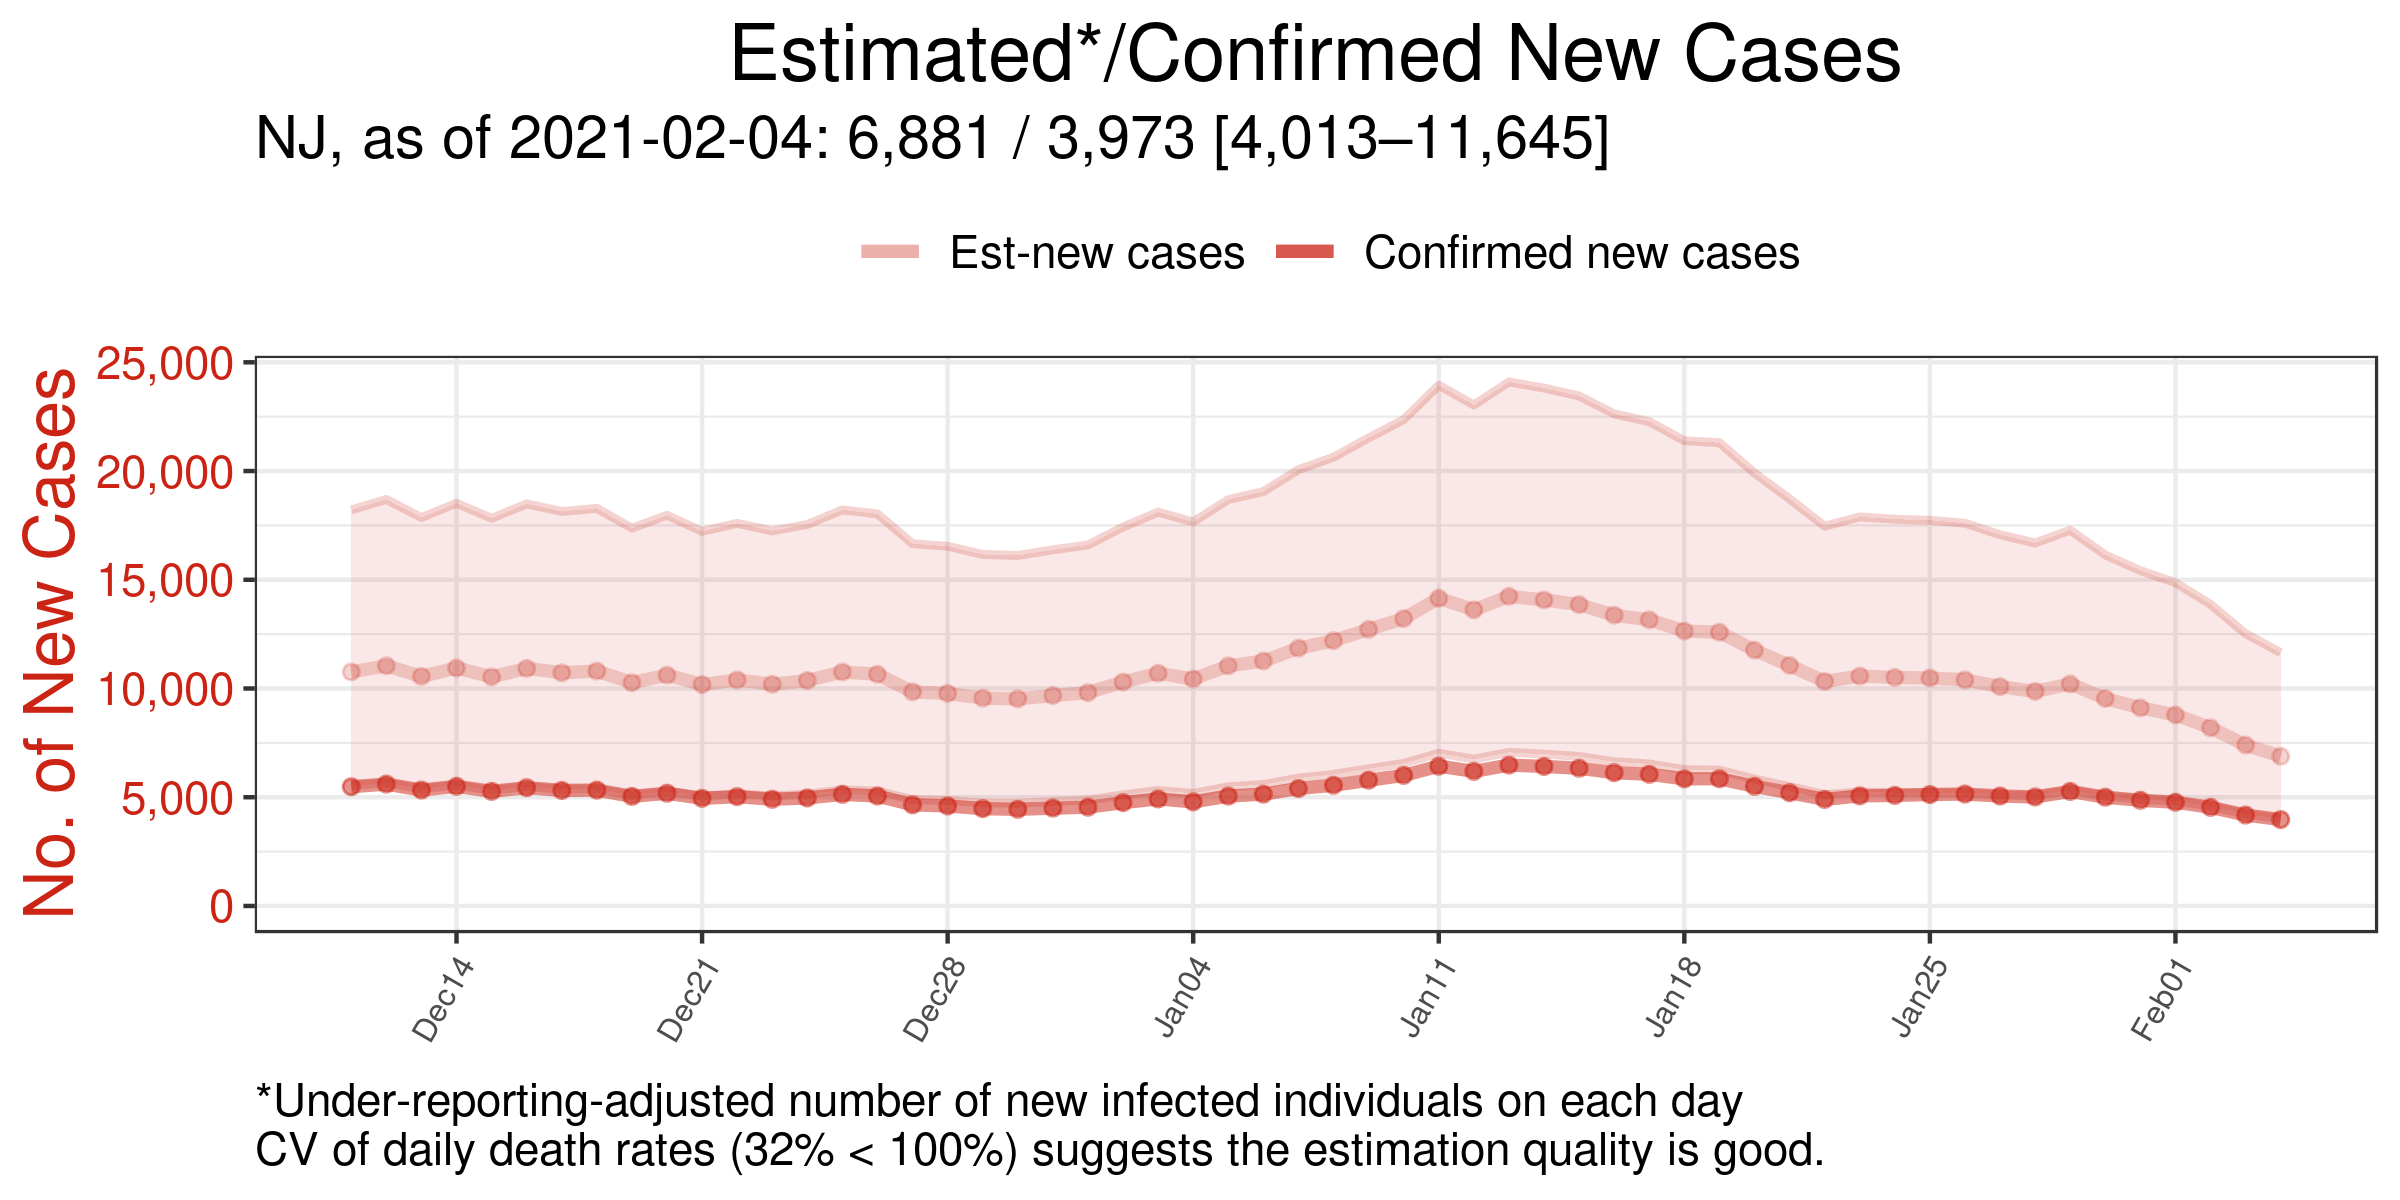 Estimated*/Confirmed New Cases
NJ, as of 2021-02-04: 6,881 / 3,973 [4,013–11,645]
Est-new cases
Confirmed new cases
No. of New Cases
25,000
20,000
15,000
10,000
5,000
0
Dec14
Dec21
Dec28
Jan04
Jan11
Jan18
Jan25
Feb01
*Under-reporting-adjusted number of new infected individuals on each day
CV of daily death rates (32% < 100%) suggests the estimation quality is good.